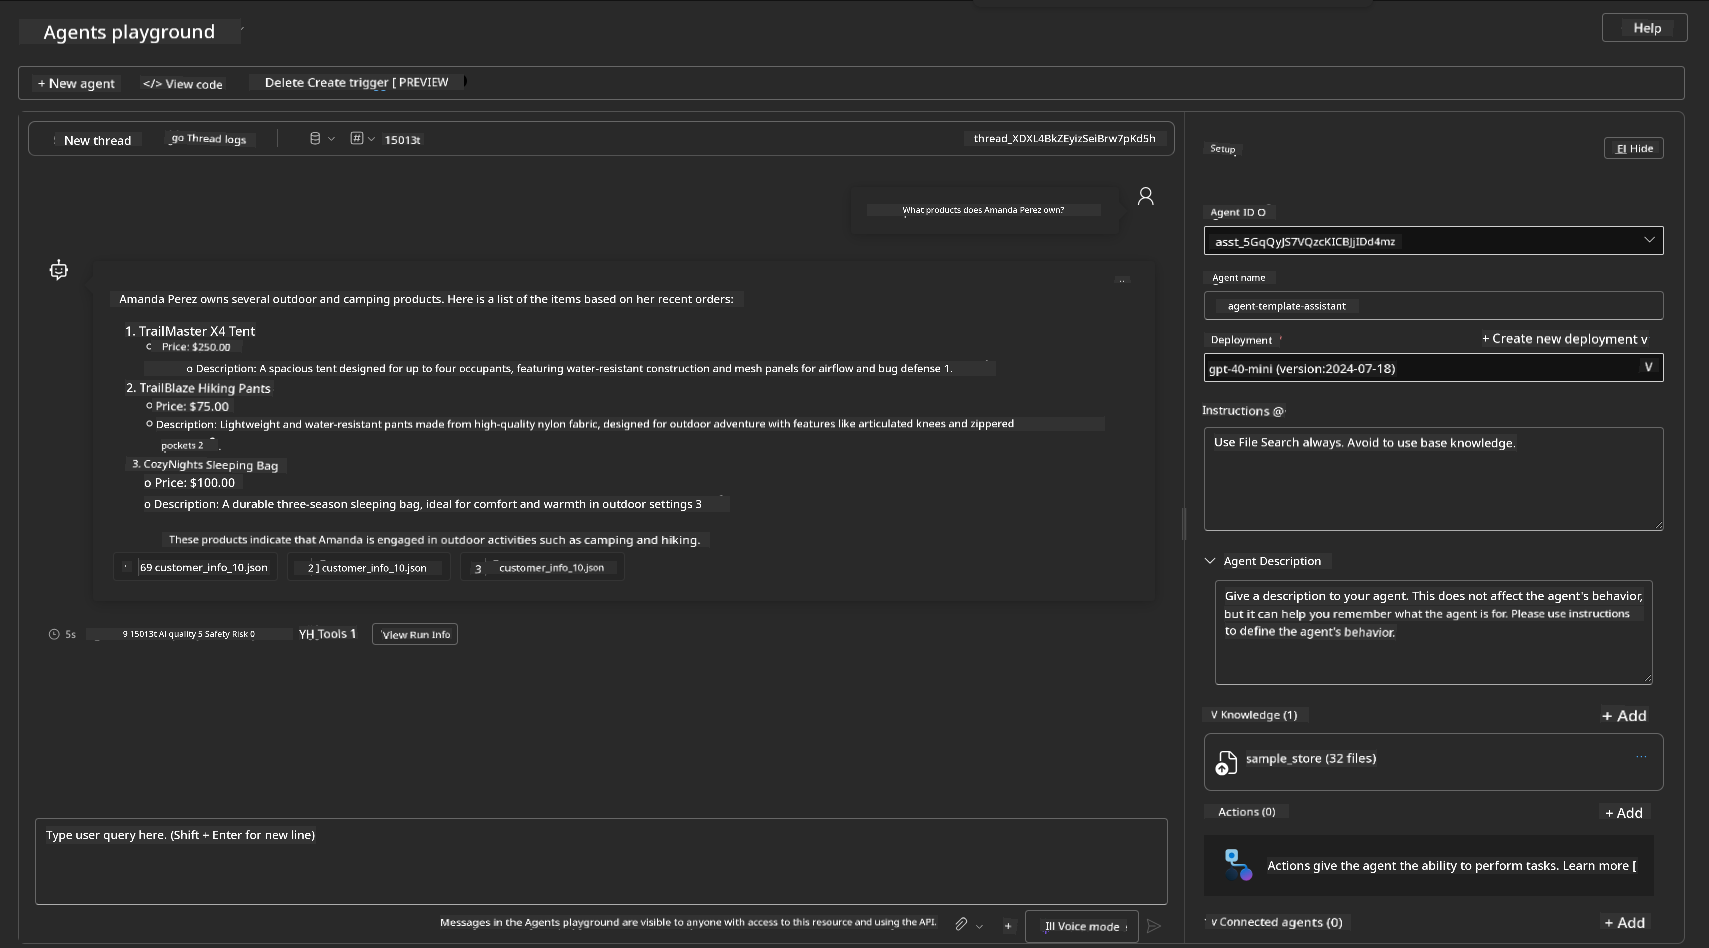 Agents playground
Help
+ New agent
</> View code
Delete Create trigger [ PREVIEW
New thread
go Thread logs
15013t
thread_XDXL4BkZEyizSeiBrw7pKd5h
What products does Amanda Perez own?
Amanda Perez owns several outdoor and camping products. Here is a list of the items based on her recent orders:
1. TrailMaster X4 Tent
Price: $250.00
o Description: A spacious tent designed for up to four occupants, featuring water-resistant construction and mesh panels for airflow and bug defense 1.
2. TrailBlaze Hiking Pants
o Price: $75.00
o Description: Lightweight and water-resistant pants made from high-quality nylon fabric, designed for outdoor adventure with features like articulated knees and zippered
pockets 2 .
3. CozyNights Sleeping Bag
o Price: $100.00
o Description: A durable three-season sleeping bag, ideal for comfort and warmth in outdoor settings 3
These products indicate that Amanda is engaged in outdoor activities such as camping and hiking.
69 customer_info_10.json
2 ] customer_info_10.json
3 customer_info_10.json
5s
9 15013t AI quality 5 Safety Risk 0
YH Tools 1
View Run Info
Type user query here. (Shift + Enter for new line)
Messages in the Agents playground are visible to anyone with access to this resource and using the API.
+
Ill Voice mode
Setup
EI Hide
Agent ID O
asst_5GqQyJS7VQzcKICBJjIDd4mz
Agent name
agent-template-assistant
Deployment
+ Create new deployment v
gpt-40-mini (version:2024-07-18)
V
Instructions @
Use File Search always. Avoid to use base knowledge.
Agent Description
Give a description to your agent. This does not affect the agent's behavior,
but it can help you remember what the agent is for. Please use instructions
to define the agent's behavior.
V Knowledge (1)
+ Add
sample_store (32 files)
...
Actions (0)
+ Add
Actions give the agent the ability to perform tasks. Learn more [
v Connected agents (0)
+ Add